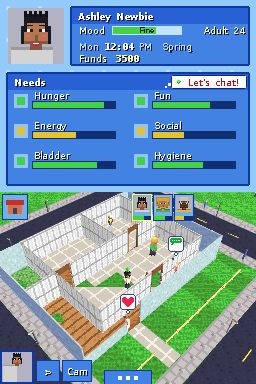 Ashley Newbie
Mood Fine Adult 24
Mon 12:04 PM Spring
Funds 3500
Needs
Let's chat!
Hunger Fun
Energy Social
Bladder Hygiene
Cam